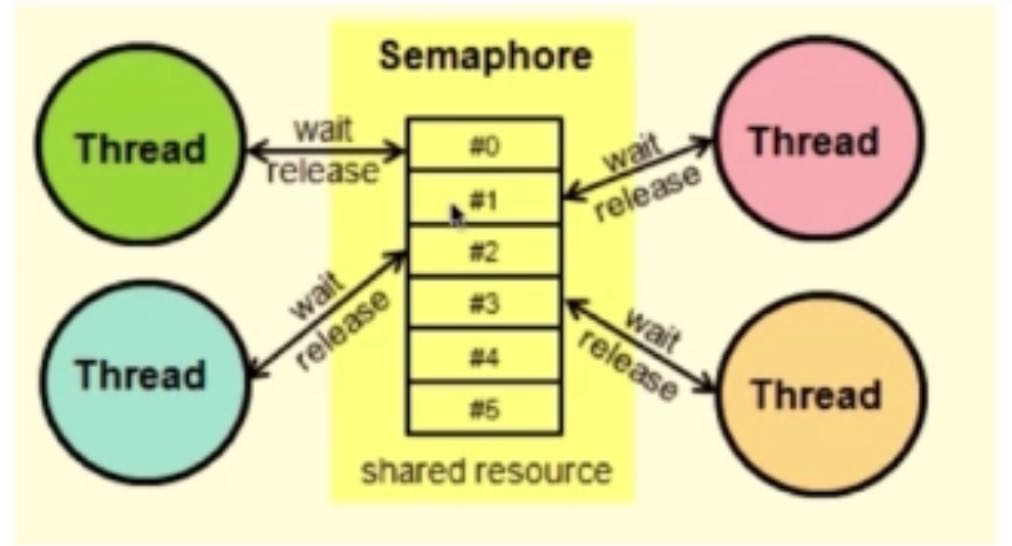 Semaphore
Thread
wait
release
#0
#1
#2
#3
#4
#5
wait
release
Thread
Thread
wait
release
wait
release
Thread
shared resource